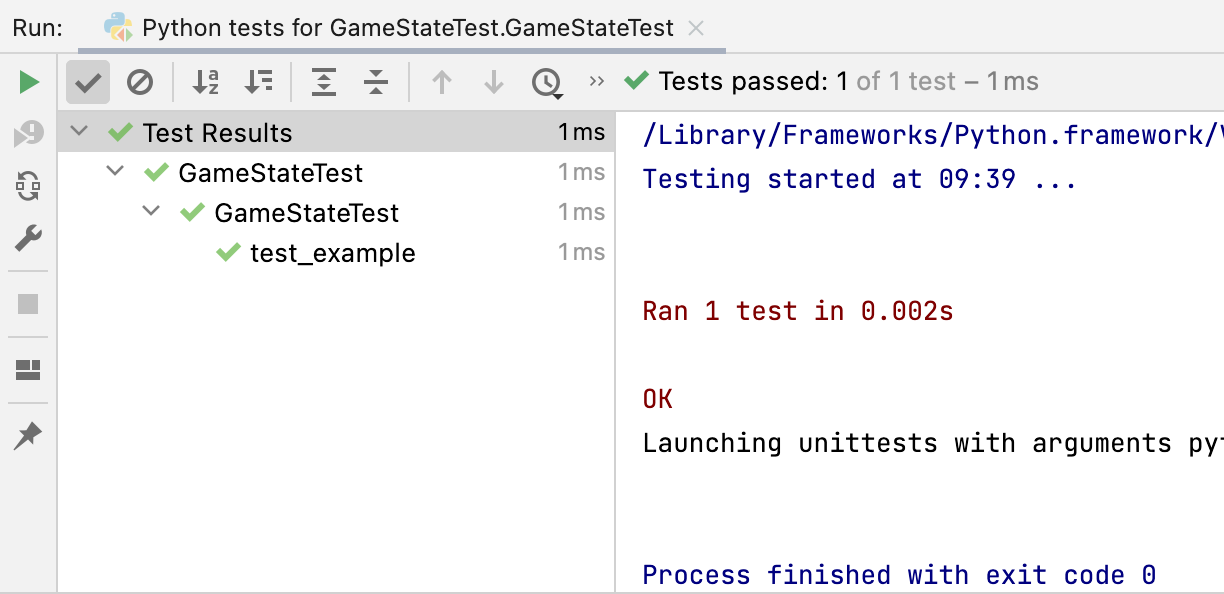 Run: Python tests for GameStateTest.GameStateTest
Tests passed: 1 of 1 test – 1 ms
Test Results 1 ms
GameStateTest 1 ms
GameStateTest 1 ms
test_example 1 ms
/Library/Frameworks/Python.framework/
Testing started at 09:39 ...
Ran 1 test in 0.002s
OK
Launching unittests with arguments py
Process finished with exit code 0